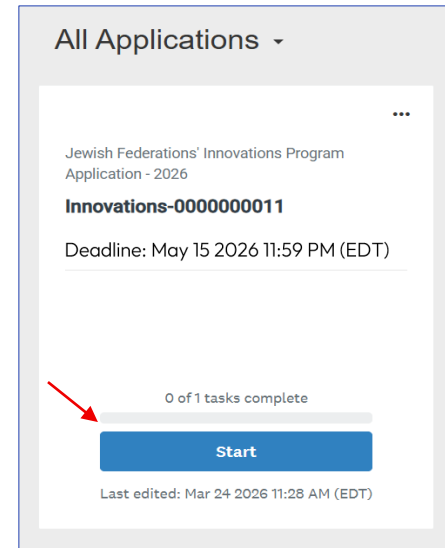 All Applications
...
Jewish Federations' Innovations Program
Application - 2026
Innovations-0000000011
Deadline: May 15 2026 11:59 PM (EDT)
0 of 1 tasks complete
Start
Last edited: Mar 24 2026 11:28 AM (EDT)